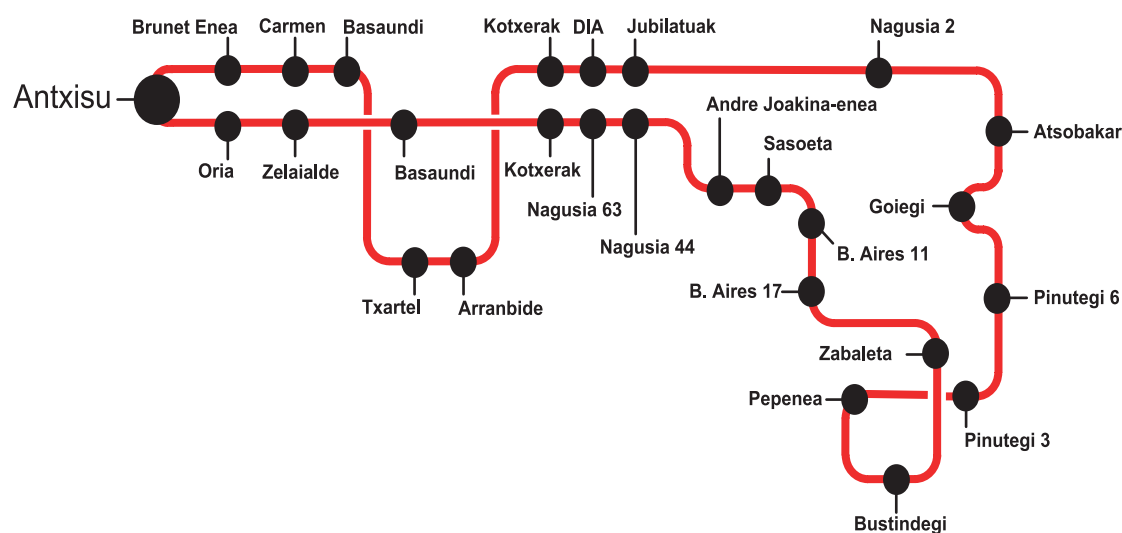 Brunet Enea
Carmen
Basaundi
Kotxerak
DIA
Jubilatuak
Nagusia 2
Antxisu
Andre Joakina-enea
Atsobakar
Sasoeta
Oria
Zelaialde
Basaundi
Kotxerak
Nagusia 63
Goiegi
Nagusia 44
B. Aires 11
B. Aires 17
Pinutegi 6
Txartel
Arranbide
Zabaleta
Pepenea
Pinutegi 3
Bustindegi